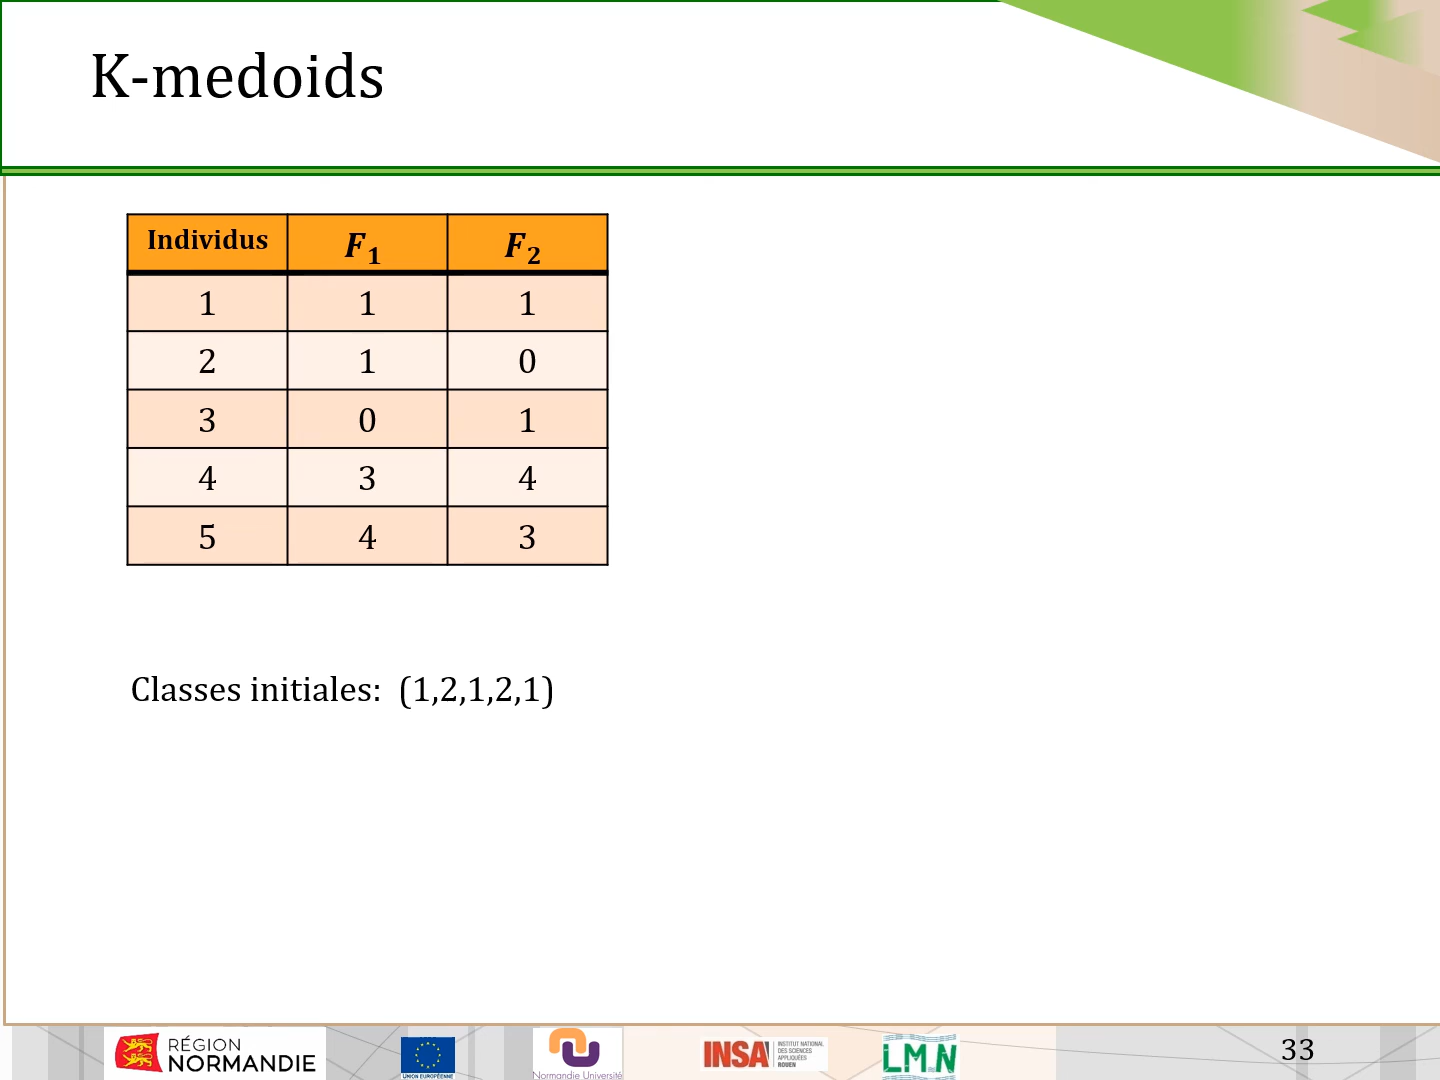 K-medoids
Individus F1 F2
1 1 1
2 1 0
3 0 1
4 3 4
5 4 3
Classes initiales: (1,2,1,2,1)
RÉGION
NORMANDIE
UNION EUROPÉENNE
Normandie Université
INSA
INSTITUT NATIONAL
DES SCIENCES
APPLIQUÉES
ROUEN
LMN
33